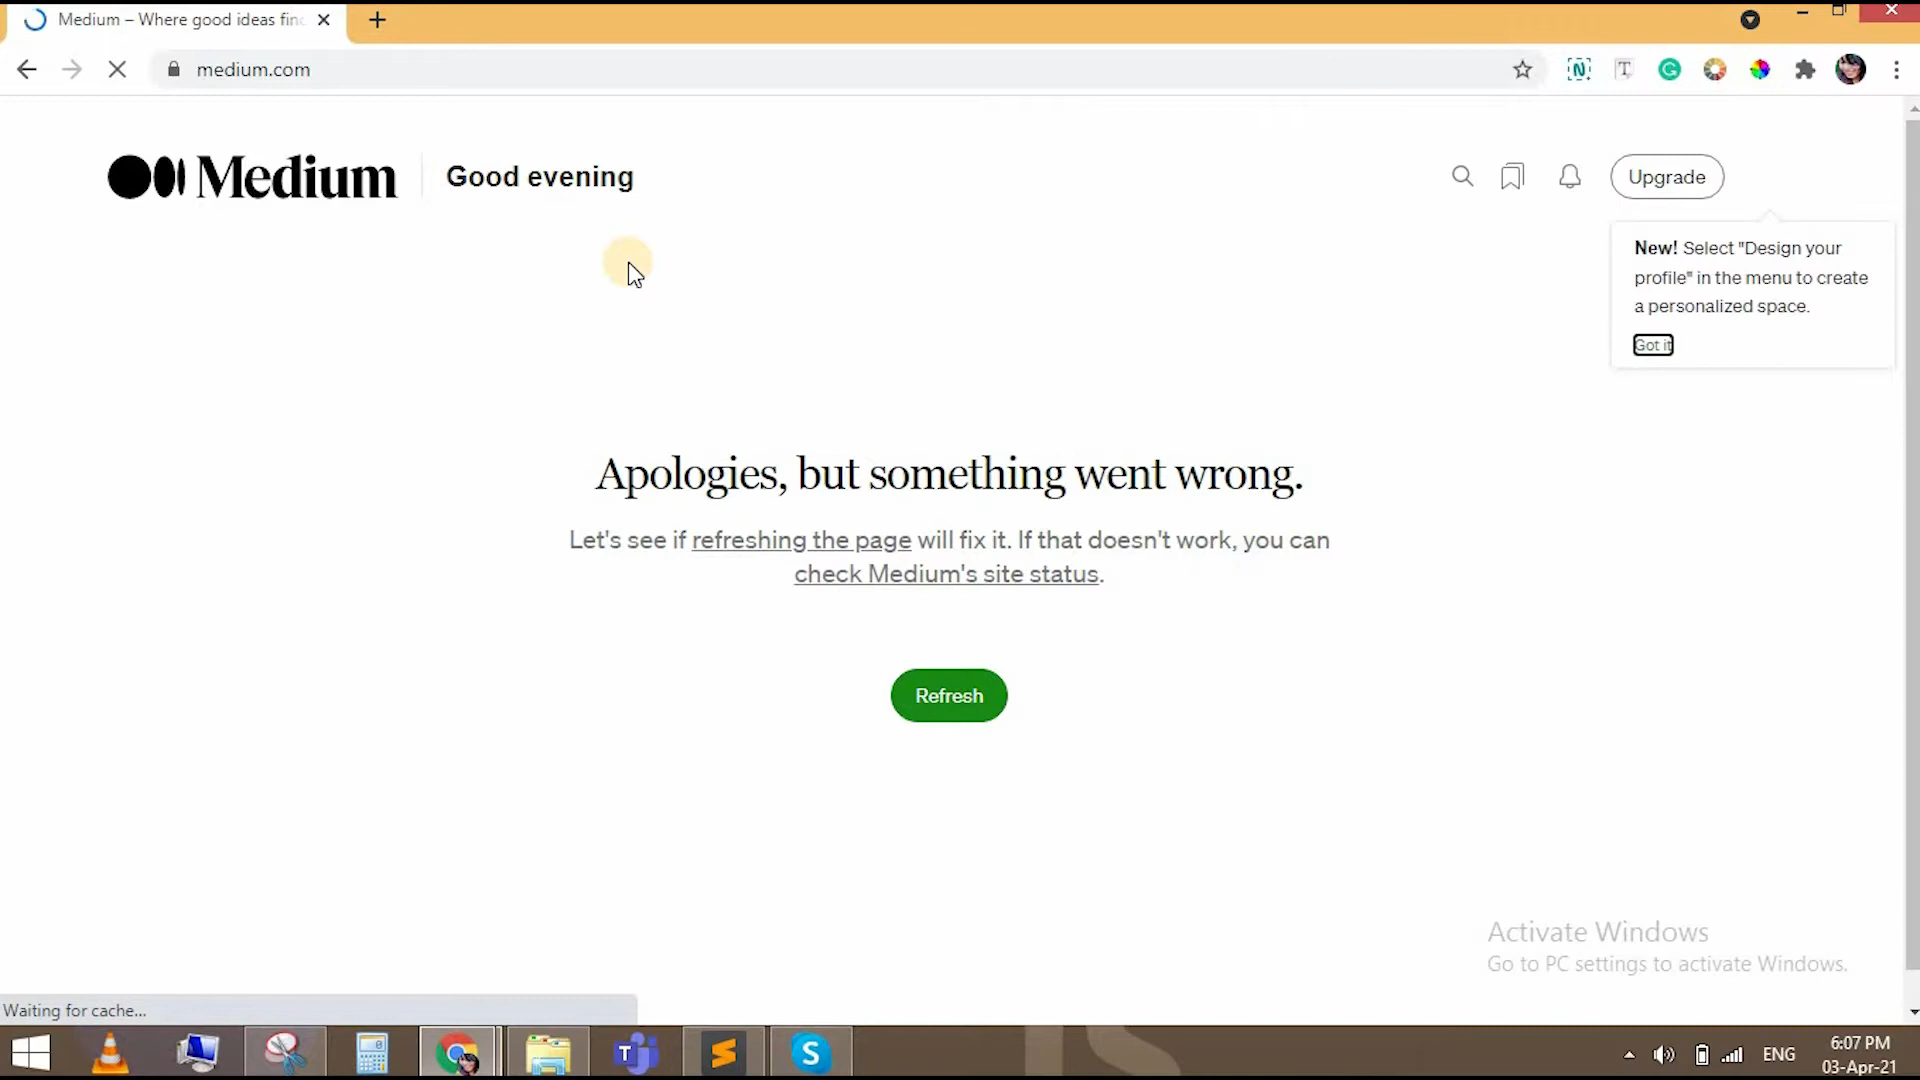 Medium – Where good ideas find
medium.com
Medium
Good evening
Upgrade
New! Select "Design your
profile" in the menu to create
a personalized space.
Got it
Apologies, but something went wrong.
Let's see if refreshing the page will fix it. If that doesn't work, you can
check Medium's site status.
Refresh
Activate Windows
Go to PC settings to activate Windows.
Waiting for cache...
ENG
6:07 PM
03-Apr-21